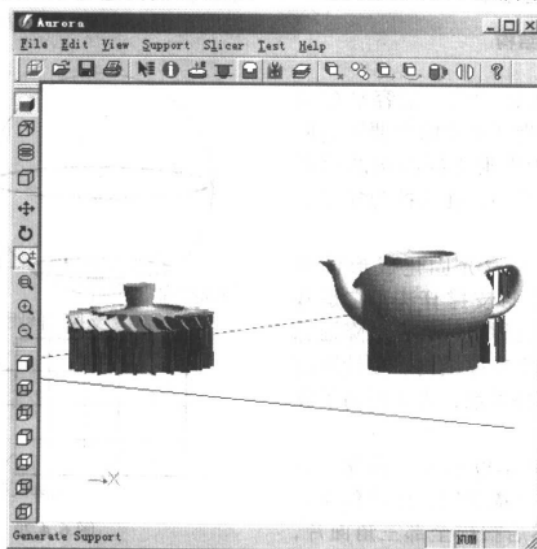 Aurora
File Edit View Support Slicer Test Help
X
Generate Support
NUM